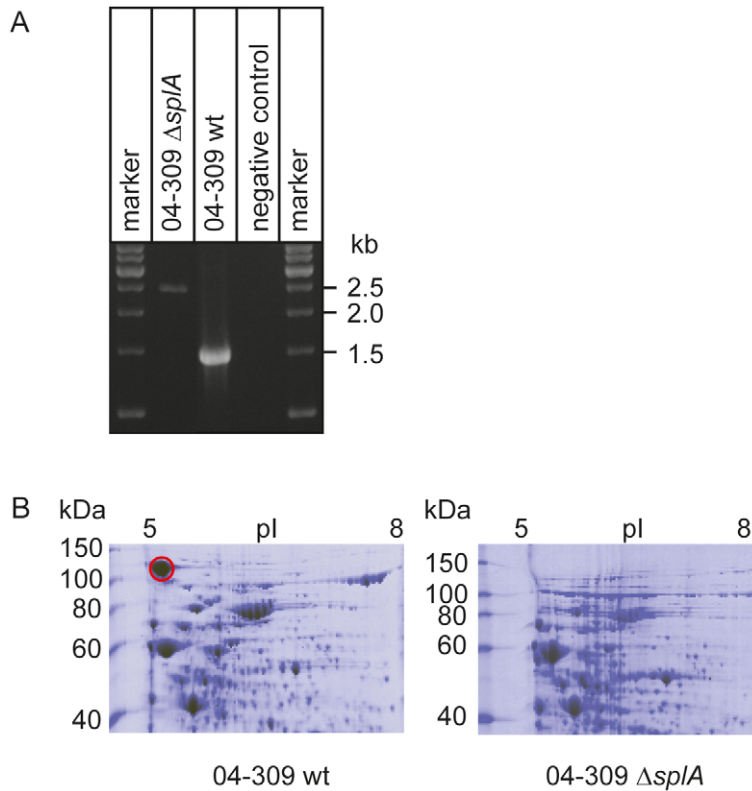 A
marker
04-309 ΔsplA
04-309 wt
negative control
marker
kb
2.5
2.0
1.5
B
kDa
5
pI
8
150
100
80
60
40
04-309 wt
kDa
5
pI
8
150
100
80
60
40
04-309 ΔsplA